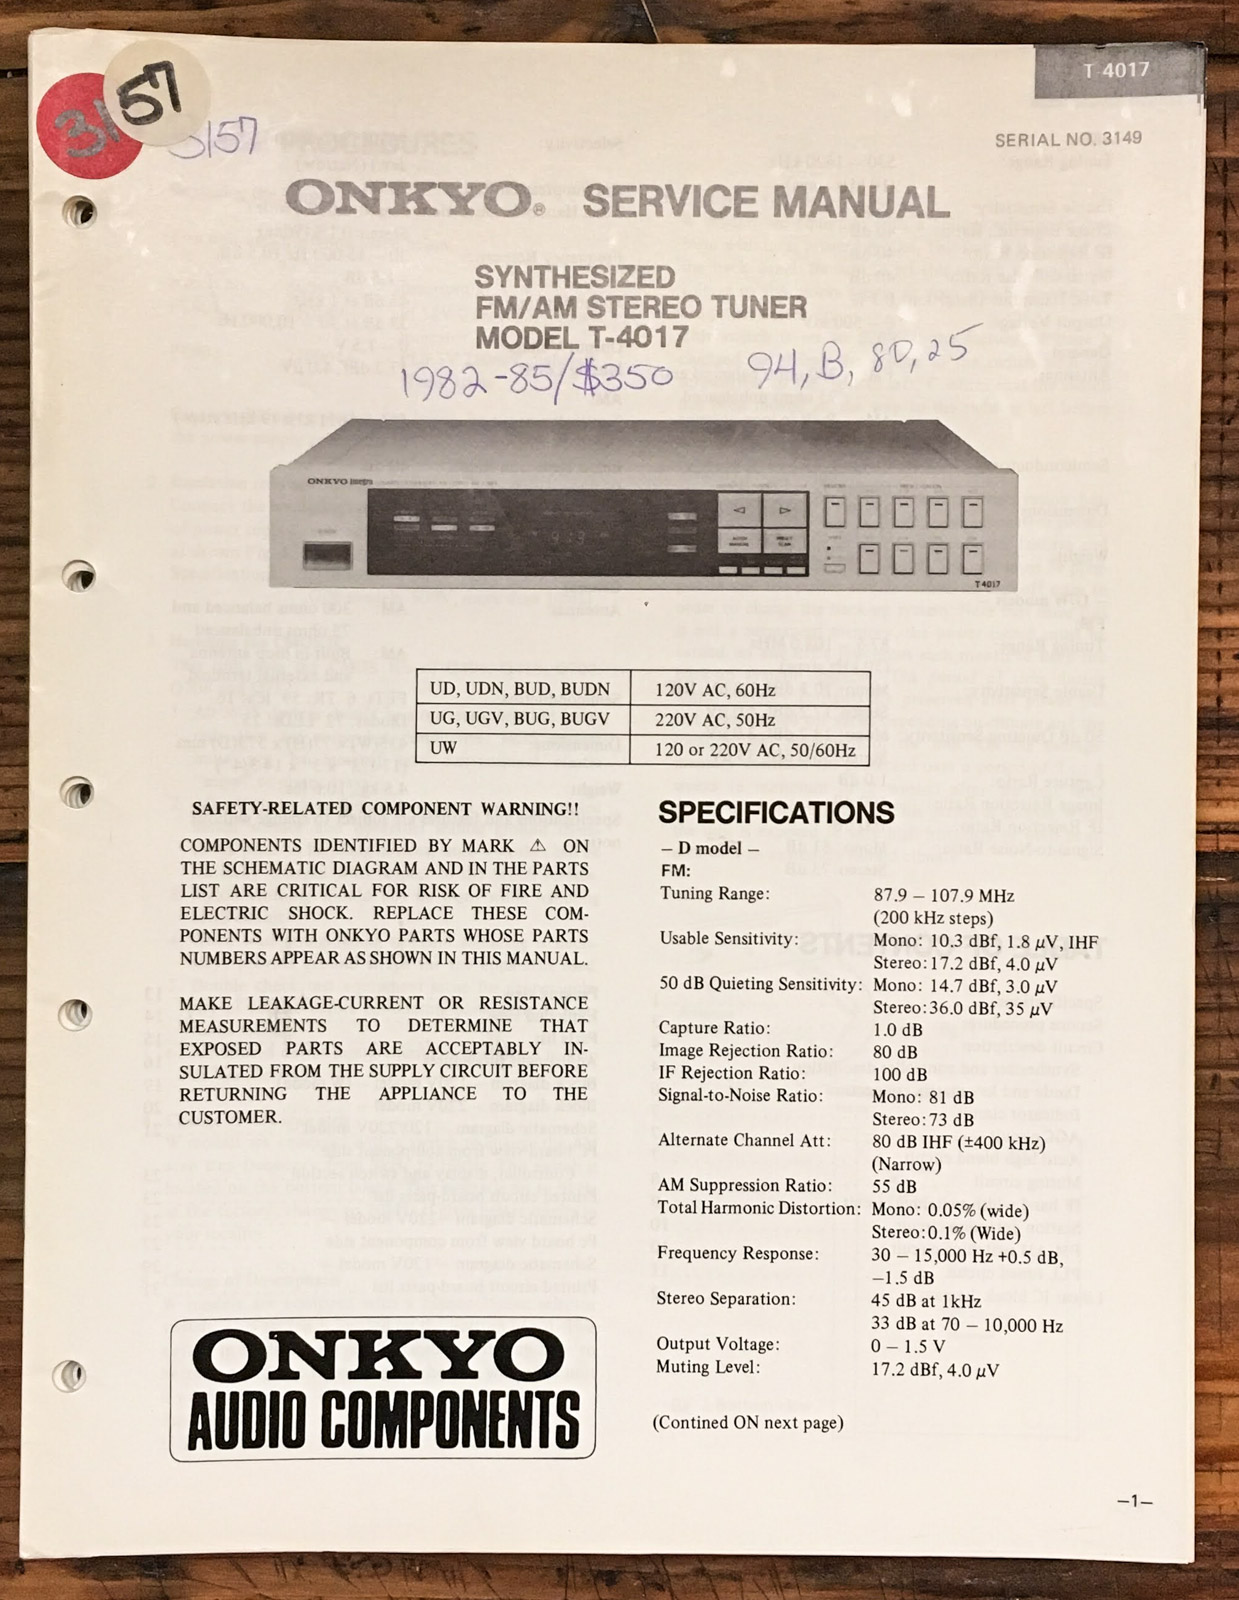 T 4017
3157
5157
SERIAL NO. 3149
ONKYO® SERVICE MANUAL
SYNTHESIZED
FM/AM STEREO TUNER
MODEL T-4017
1982-85/$350 94, B, 80, 25
ONKYO Integra
913
T4017
UD, UDN, BUD, BUDN 120V AC, 60Hz
UG, UGV, BUG, BUGV 220V AC, 50Hz
UW 120 or 220V AC, 50/60Hz
SAFETY-RELATED COMPONENT WARNING!!
COMPONENTS IDENTIFIED BY MARK ⚠ ON
THE SCHEMATIC DIAGRAM AND IN THE PARTS
LIST ARE CRITICAL FOR RISK OF FIRE AND
ELECTRIC SHOCK. REPLACE THESE COM-
PONENTS WITH ONKYO PARTS WHOSE PARTS
NUMBERS APPEAR AS SHOWN IN THIS MANUAL.
MAKE LEAKAGE-CURRENT OR RESISTANCE
MEASUREMENTS TO DETERMINE THAT
EXPOSED PARTS ARE ACCEPTABLY IN-
SULATED FROM THE SUPPLY CIRCUIT BEFORE
RETURNING THE APPLIANCE TO THE
CUSTOMER.
ONKYO
AUDIO COMPONENTS
SPECIFICATIONS
– D model –
FM:
Tuning Range: 87.9 – 107.9 MHz
(200 kHz steps)
Usable Sensitivity: Mono: 10.3 dBf, 1.8 μV, IHF
Stereo: 17.2 dBf, 4.0 μV
50 dB Quieting Sensitivity: Mono: 14.7 dBf, 3.0 μV
Stereo: 36.0 dBf, 35 μV
Capture Ratio: 1.0 dB
Image Rejection Ratio: 80 dB
IF Rejection Ratio: 100 dB
Signal-to-Noise Ratio: Mono: 81 dB
Stereo: 73 dB
Alternate Channel Att: 80 dB IHF (±400 kHz)
(Narrow)
AM Suppression Ratio: 55 dB
Total Harmonic Distortion: Mono: 0.05% (wide)
Stereo: 0.1% (Wide)
Frequency Response: 30 – 15,000 Hz +0.5 dB,
–1.5 dB
Stereo Separation: 45 dB at 1kHz
33 dB at 70 – 10,000 Hz
Output Voltage: 0 – 1.5 V
Muting Level: 17.2 dBf, 4.0 μV
(Contined ON next page)
–1–